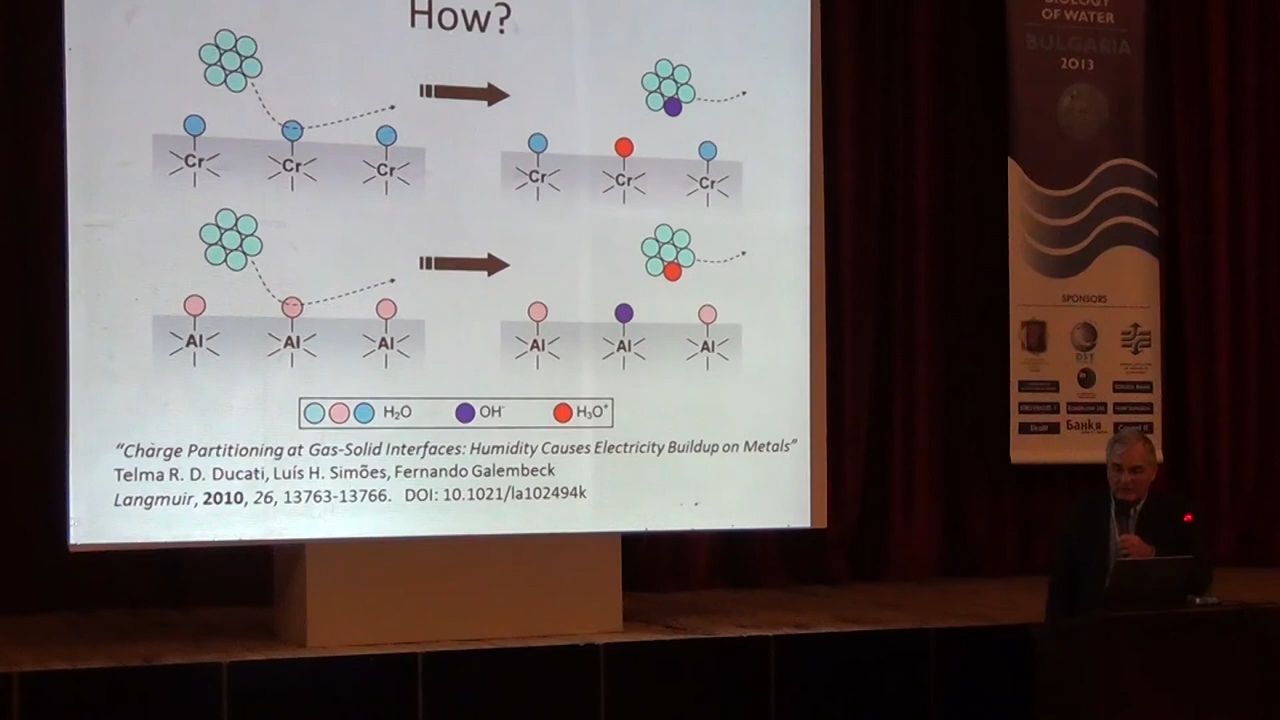 How?
Cr
Cr
Cr
Cr
Cr
Cr
Al
Al
Al
Al
Al
Al
H₂O
OH⁻
H₃O⁺
"Charge Partitioning at Gas-Solid Interfaces: Humidity Causes Electricity Buildup on Metals"
Telma R. D. Ducati, Luís H. Simões, Fernando Galembeck
Langmuir, 2010, 26, 13763-13766. DOI: 10.1021/la102494k
BIOLOGY
OF WATER
BULGARIA
2013
SPONSORS
Банкя